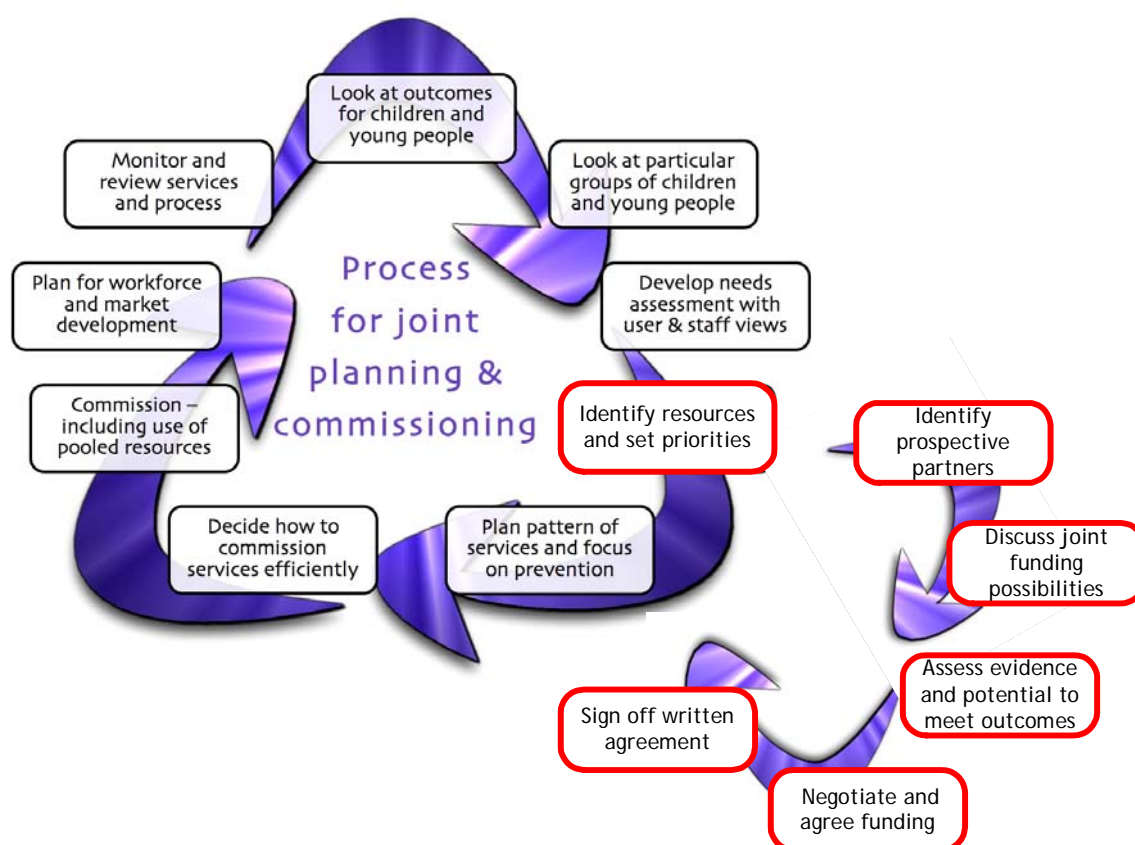 Look at outcomes
for children and
young people
Monitor and
review services
and process
Look at particular
groups of children
and young people
Process
for joint
planning &
commissioning
Plan for workforce
and market
development
Develop needs
assessment with
user & staff views
Commission –
including use of
pooled resources
Identify resources
and set priorities
Identify
prospective
partners
Decide how to
commission
services efficiently
Plan pattern of
services and focus
on prevention
Discuss joint
funding
possibilities
Assess evidence
and potential to
meet outcomes
Sign off written
agreement
Negotiate and
agree funding